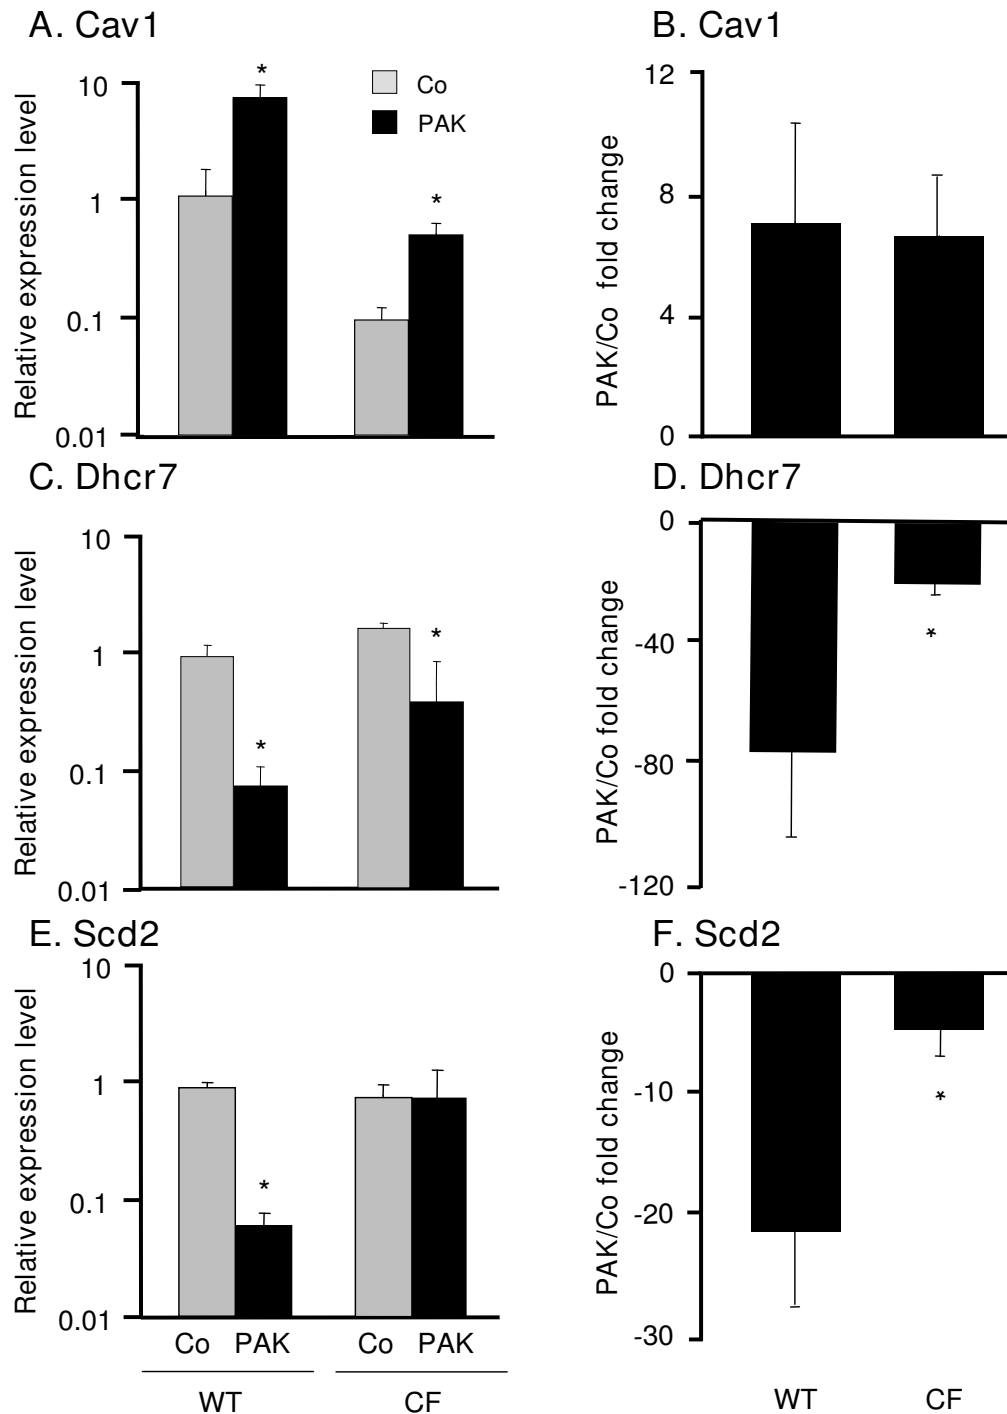 A. Cav1
B. Cav1
Relative expression level
10
1
0.1
0.01
*
*
Co
PAK
PAK/Co fold change
12
8
4
0
C. Dhcr7
D. Dhcr7
Relative expression level
10
1
0.1
0.01
*
*
PAK/Co fold change
0
-40
-80
-120
*
E. Scd2
F. Scd2
Relative expression level
10
1
0.1
0.01
*
Co PAK Co PAK
WT CF
PAK/Co fold change
0
-10
-20
-30
*
WT CF